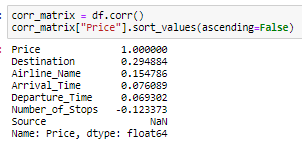 corr_matrix = df.corr()
corr_matrix["Price"].sort_values(ascending=False)
Price 1.000000
Destination 0.294884
Airline_Name 0.154786
Arrival_Time 0.076089
Departure_Time 0.069302
Number_of_Stops -0.123373
Source NaN
Name: Price, dtype: float64